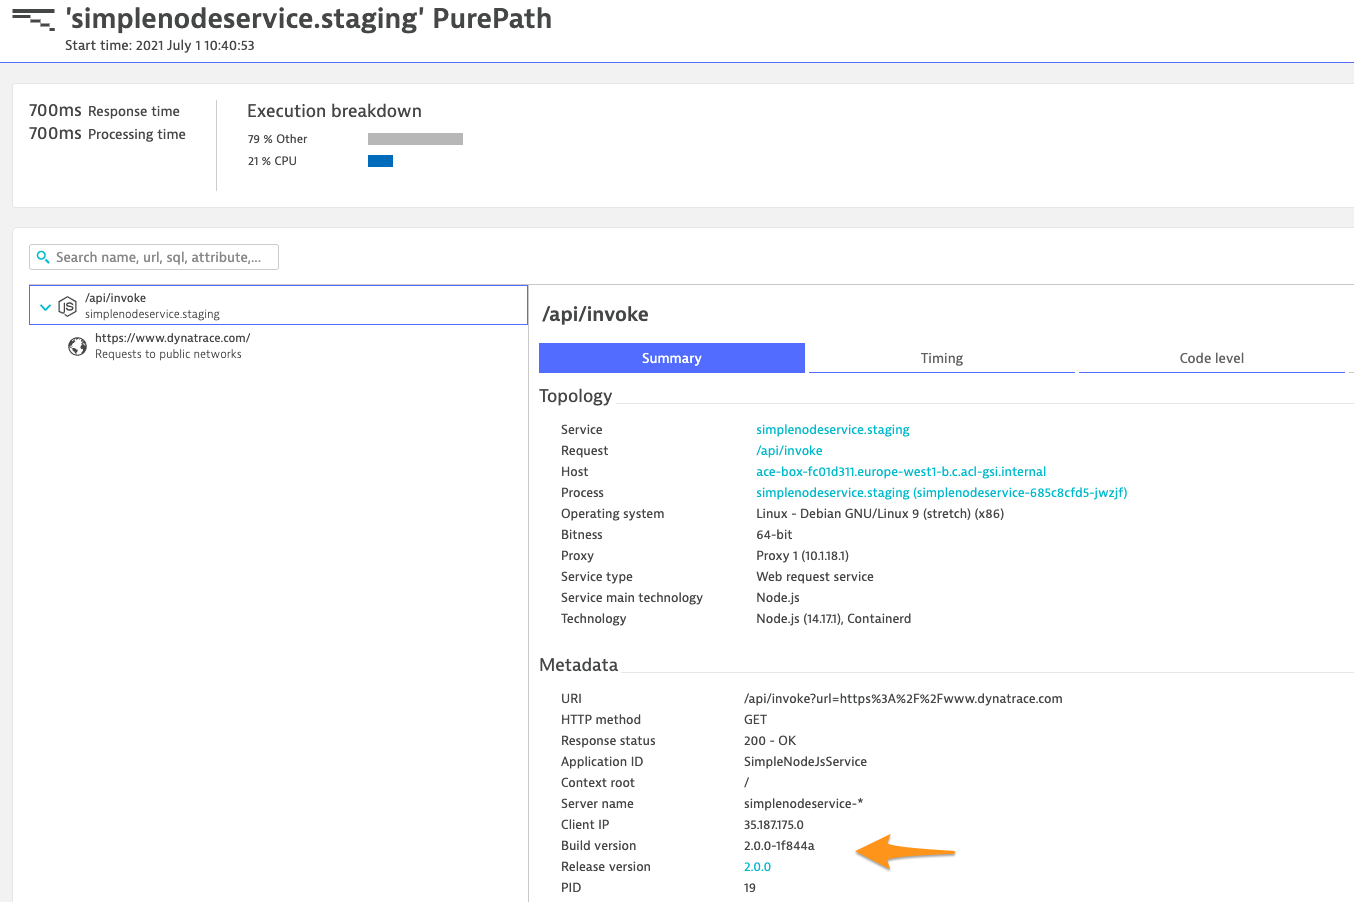 'simplenodeservice.staging' PurePath
Start time: 2021 July 1 10:40:53
700ms Response time
700ms Processing time
Execution breakdown
79 % Other
21 % CPU
Search name, url, sql, attribute,...
JS
/api/invoke
simplenodeservice.staging
https://www.dynatrace.com/
Requests to public networks
/api/invoke
Summary Timing Code level
Topology
Service simplenodeservice.staging
Request /api/invoke
Host ace-box-fc01d311.europe-west1-b.c.acl-gsi.internal
Process simplenodeservice.staging (simplenodeservice-685c8cfd5-jwzjf)
Operating system Linux - Debian GNU/Linux 9 (stretch) (x86)
Bitness 64-bit
Proxy Proxy 1 (10.1.18.1)
Service type Web request service
Service main technology Node.js
Technology Node.js (14.17.1), Containerd
Metadata
URI /api/invoke?url=https%3A%2F%2Fwww.dynatrace.com
HTTP method GET
Response status 200 - OK
Application ID SimpleNodeJsService
Context root /
Server name simplenodeservice-*
Client IP 35.187.175.0
Build version 2.0.0-1f844a
Release version 2.0.0
PID 19